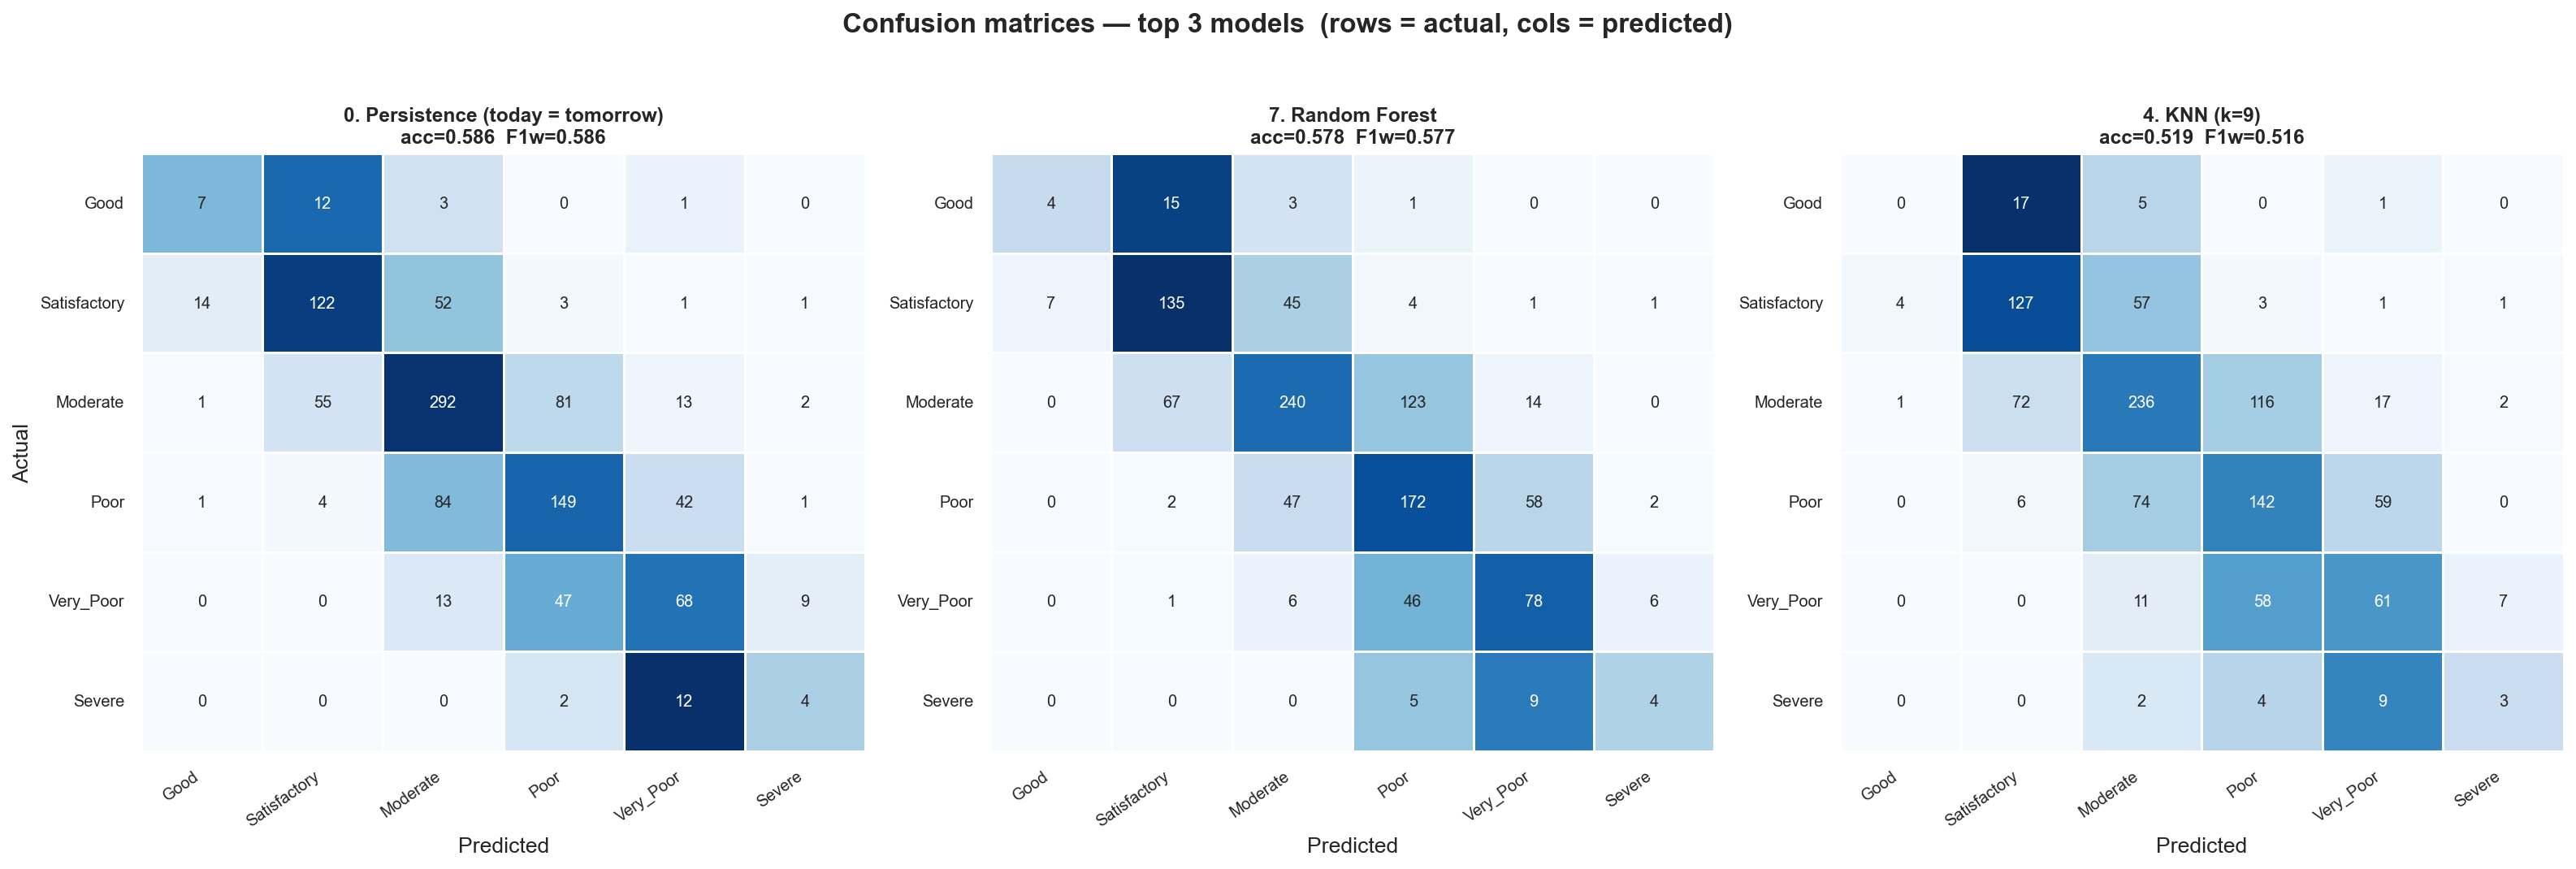 Confusion matrices — top 3 models (rows = actual, cols = predicted)
0. Persistence (today = tomorrow)
acc=0.586 F1w=0.586
Actual
Good 7 12 3 0 1 0
Satisfactory 14 122 52 3 1 1
Moderate 1 55 292 81 13 2
Poor 1 4 84 149 42 1
Very_Poor 0 0 13 47 68 9
Severe 0 0 0 2 12 4
Good Satisfactory Moderate Poor Very_Poor Severe
Predicted
7. Random Forest
acc=0.578 F1w=0.577
Good 4 15 3 1 0 0
Satisfactory 7 135 45 4 1 1
Moderate 0 67 240 123 14 0
Poor 0 2 47 172 58 2
Very_Poor 0 1 6 46 78 6
Severe 0 0 0 5 9 4
Good Satisfactory Moderate Poor Very_Poor Severe
Predicted
4. KNN (k=9)
acc=0.519 F1w=0.516
Good 0 17 5 0 1 0
Satisfactory 4 127 57 3 1 1
Moderate 1 72 236 116 17 2
Poor 0 6 74 142 59 0
Very_Poor 0 0 11 58 61 7
Severe 0 0 2 4 9 3
Good Satisfactory Moderate Poor Very_Poor Severe
Predicted